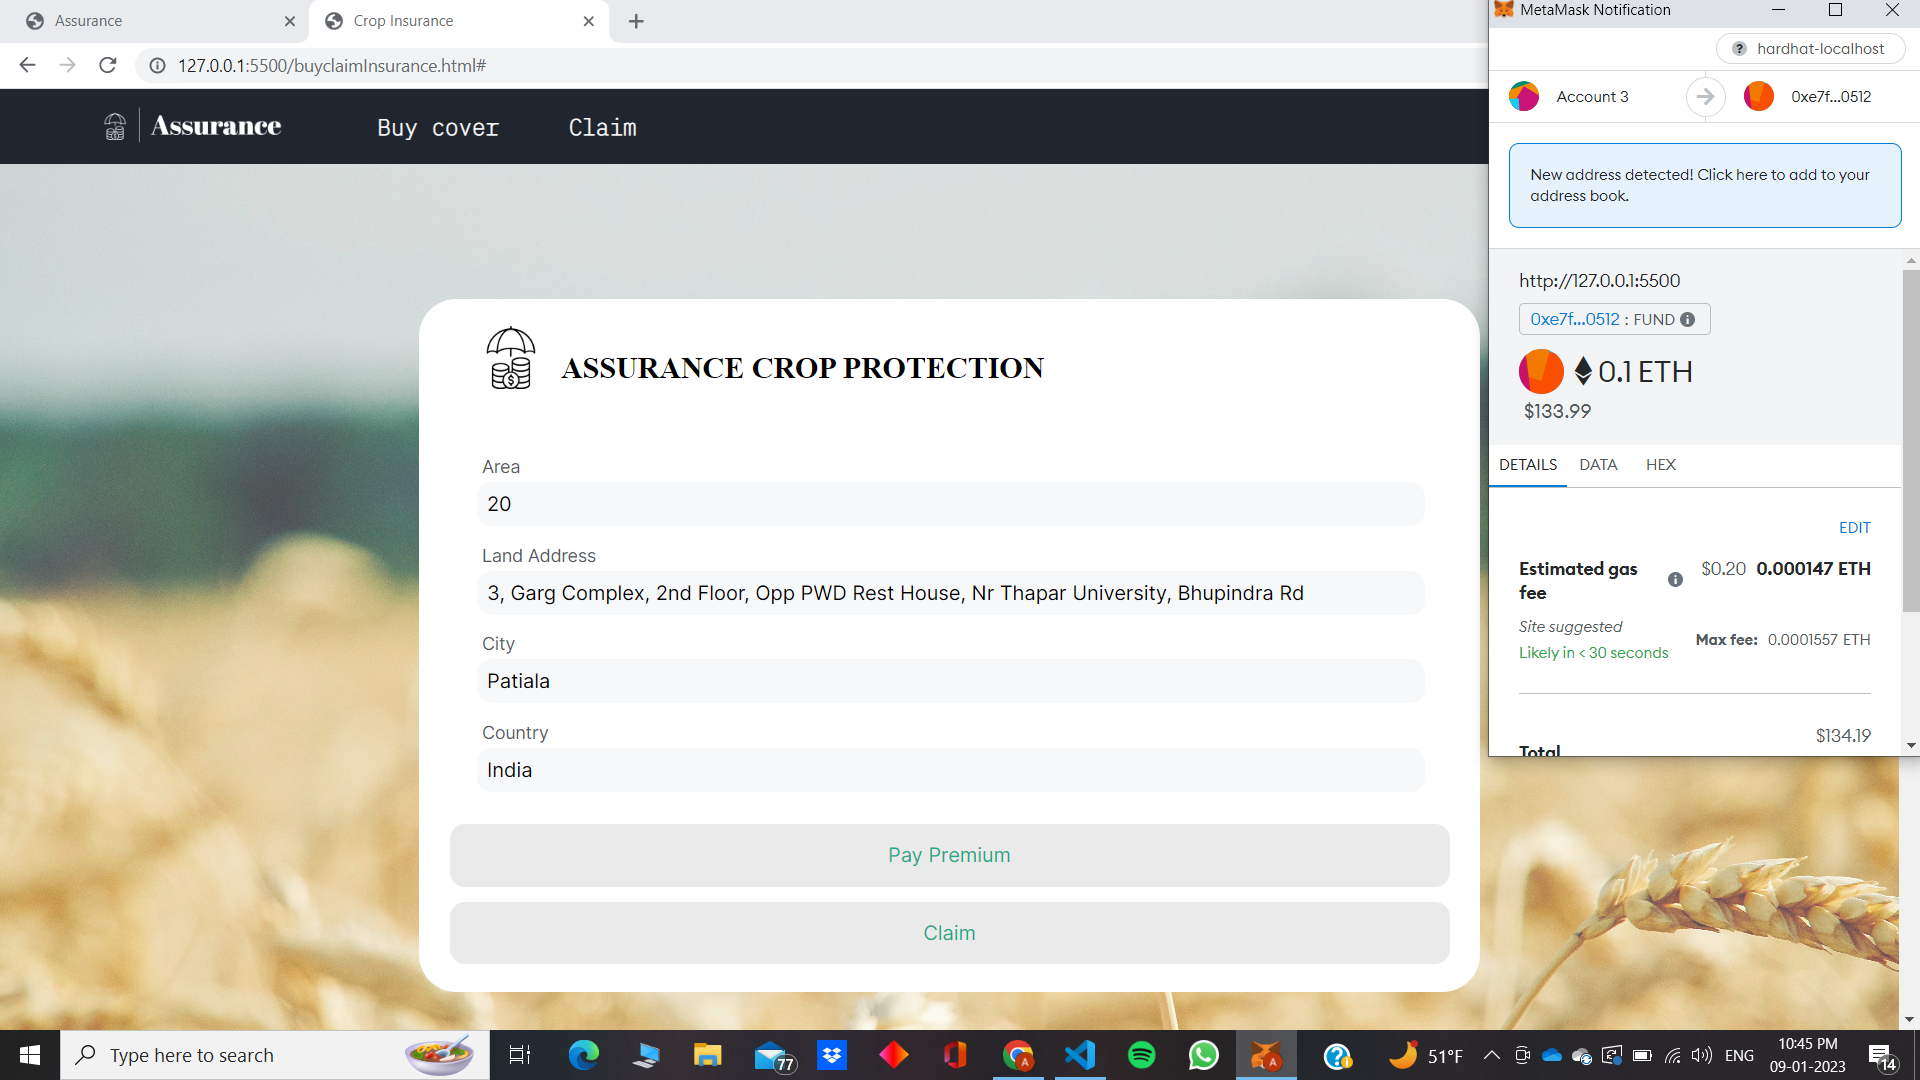 Assurance
Crop Insurance
MetaMask Notification
127.0.0.1:5500/buyclaimInsurance.html#
? hardhat-localhost
Account 3
0xe7f...0512
Assurance
Buy cover
Claim
New address detected! Click here to add to your
address book.
http://127.0.0.1:5500
0xe7f...0512 : FUND
0.1 ETH
$133.99
DETAILS
DATA
HEX
EDIT
Estimated gas
fee
$0.20 0.000147 ETH
Site suggested
Likely in < 30 seconds
Max fee: 0.0001557 ETH
$134.19
Total
ASSURANCE CROP PROTECTION
Area
20
Land Address
3, Garg Complex, 2nd Floor, Opp PWD Rest House, Nr Thapar University, Bhupindra Rd
City
Patiala
Country
India
Pay Premium
Claim
Type here to search
77
A
A
51°F
ENG
10:45 PM
09-01-2023
14